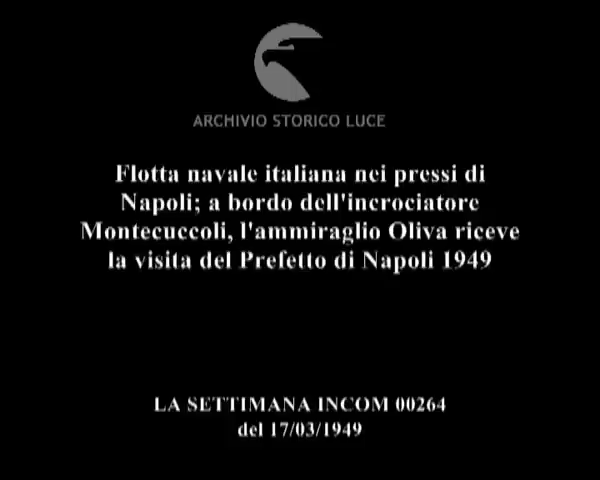 ARCHIVIO STORICO LUCE
Flotta navale italiana nei pressi di
Napoli; a bordo dell'incrociatore
Montecuccoli, l'ammiraglio Oliva riceve
la visita del Prefetto di Napoli 1949
LA SETTIMANA INCOM 00264
del 17/03/1949